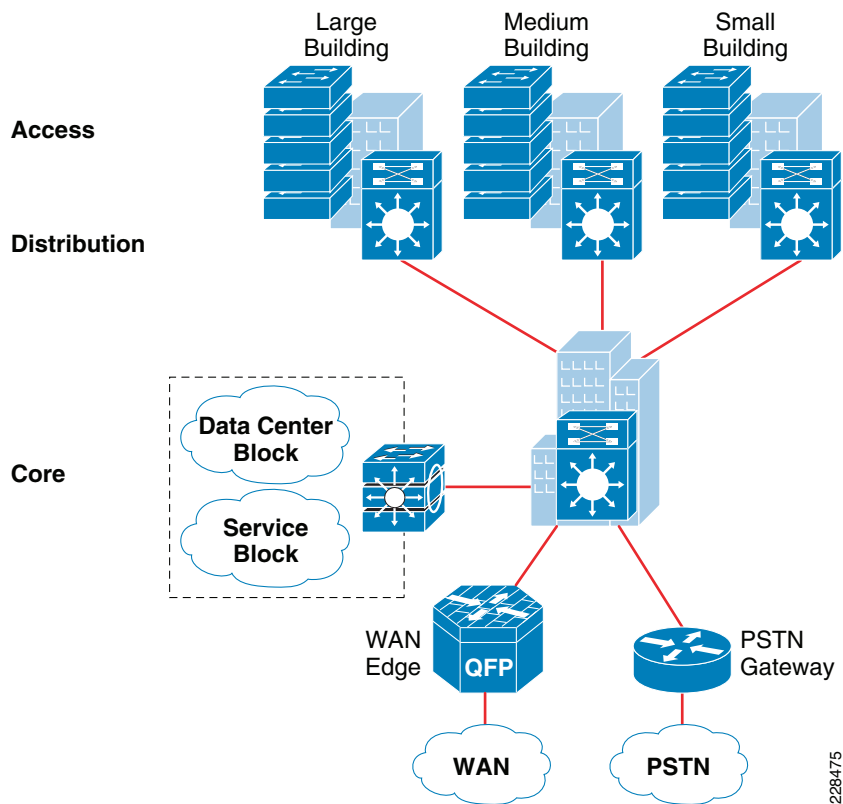 Large
Building
Medium
Building
Small
Building
Access
Distribution
Data Center
Block
Core
Service
Block
WAN
Edge
QFP
PSTN
Gateway
WAN
PSTN
228475